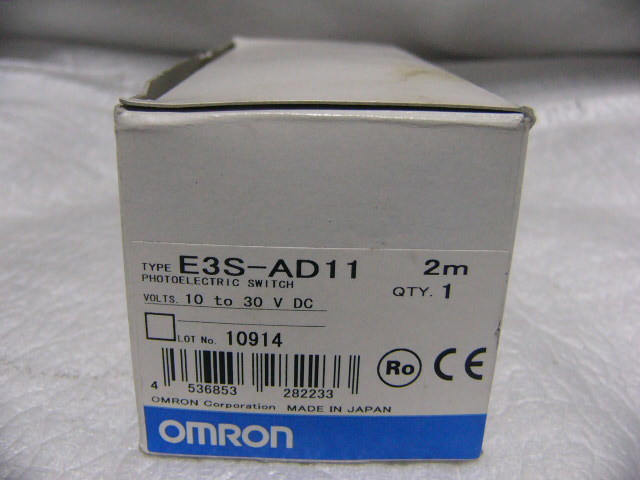 TYPE E3S-AD11 2m
PHOTOELECTRIC SWITCH
QTY. 1
VOLTS. 10 to 30 V DC
LOT No. 10914
Ro CE
4 536853 282233
OMRON Corporation MADE IN JAPAN
OMRON